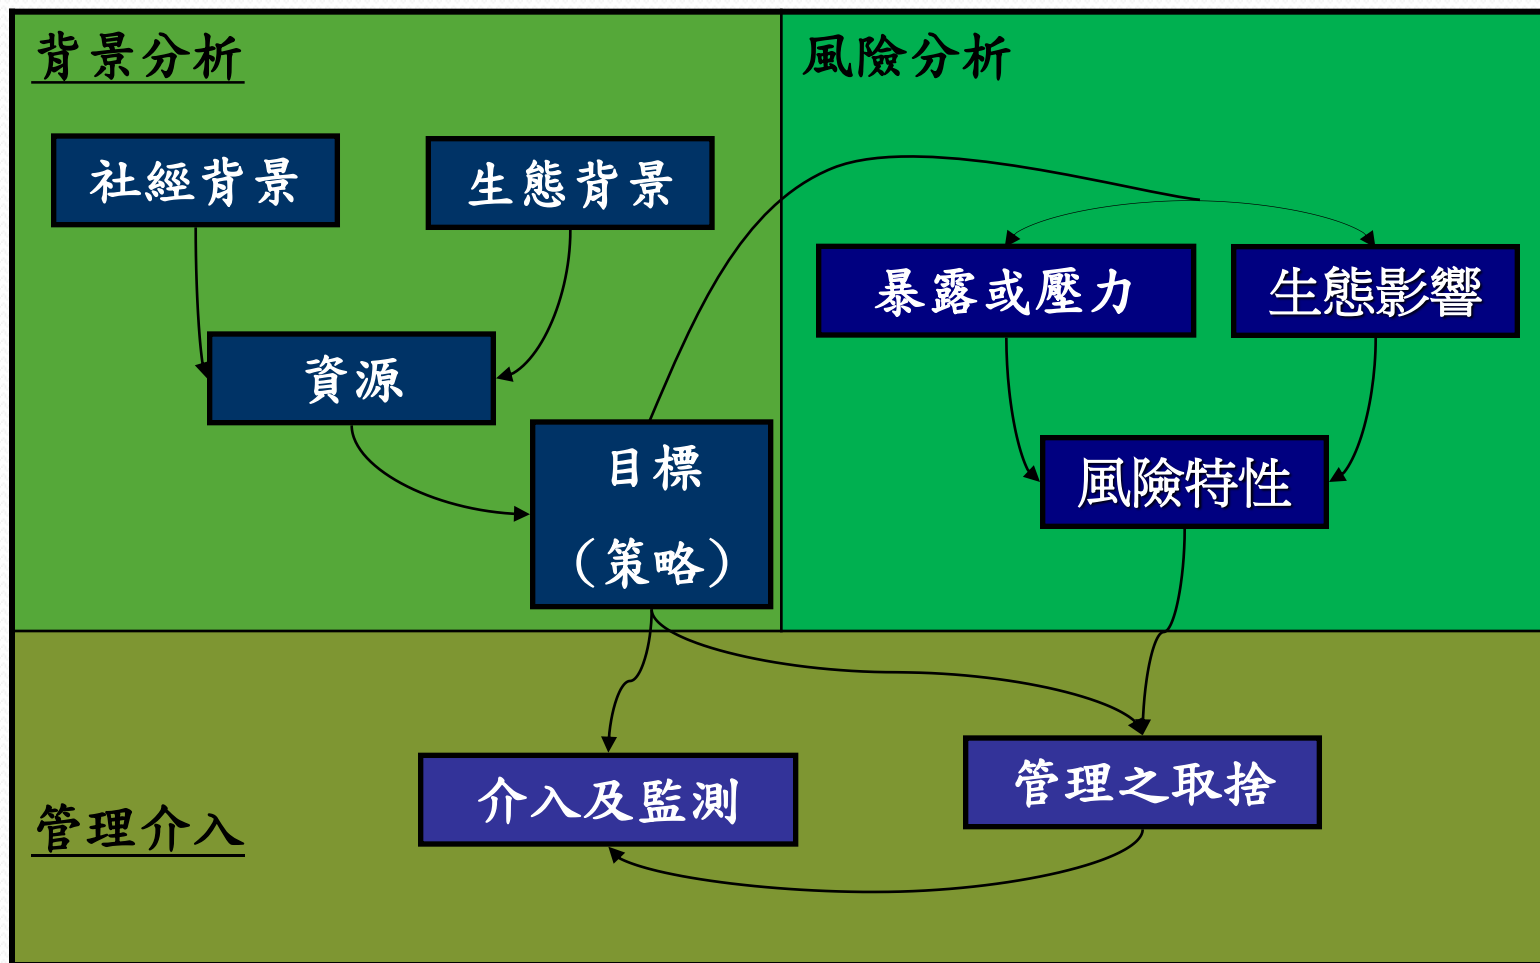 背景分析
風險分析
社經背景
生態背景
暴露或壓力
生態影響
資源
目標
（策略）
風險特性
介入及監測
管理之取捨
管理介入